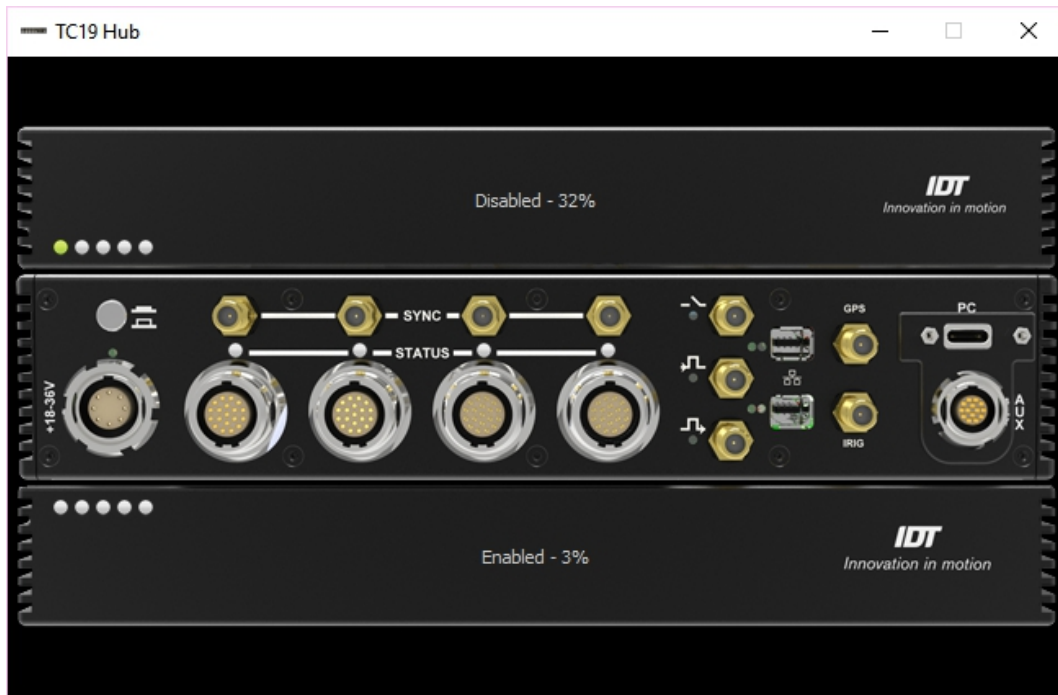 TC19 Hub
Disabled - 32%
IDT
Innovation in motion
SYNC
STATUS
+18-36V
GPS
IRIG
PC
AUX
Enabled - 3%
IDT
Innovation in motion